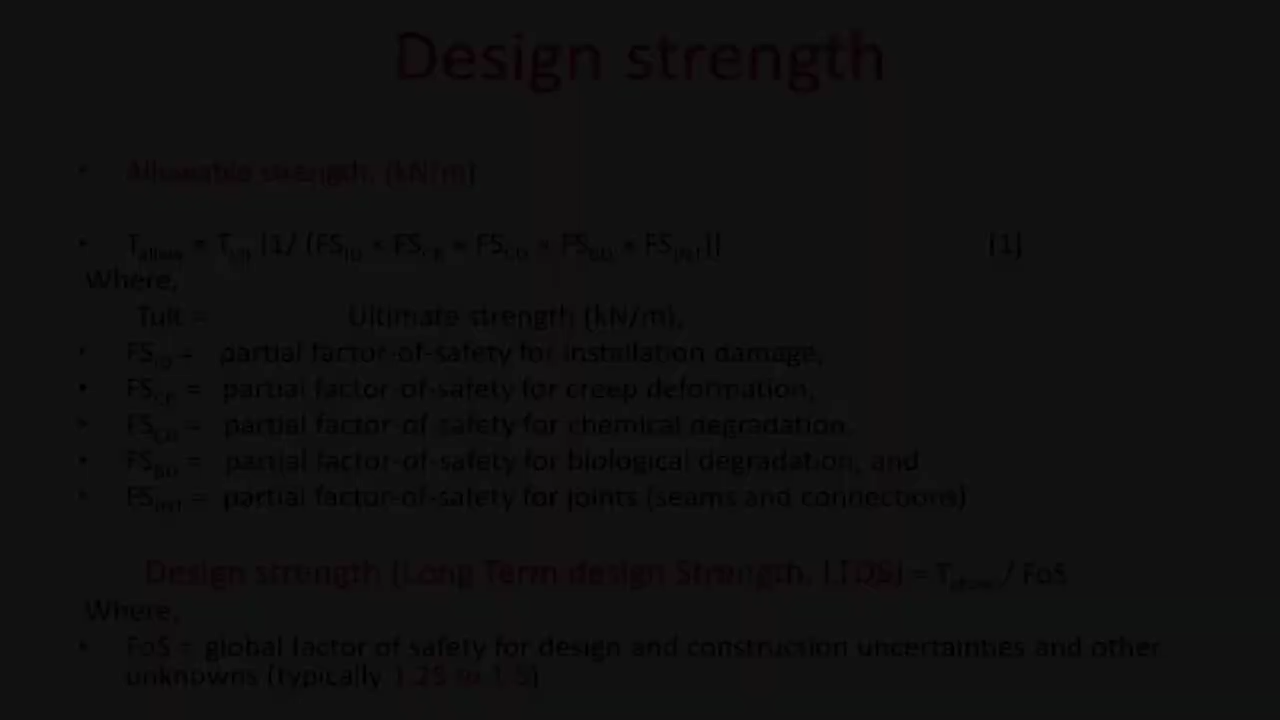 Design strength
• Allowable strength, (kN/m)
• Tallow = Tult [1/ (FSID × FSCR × FSCD × FSBD × FSJNT)] (1)
Where,
Tult = Ultimate strength (kN/m),
• FSID = partial factor-of-safety for installation damage,
• FSCR = partial factor-of-safety for creep deformation,
• FSCD = partial factor-of-safety for chemical degradation,
• FSBD = partial factor-of-safety for biological degradation, and
• FSJNT = partial factor-of-safety for joints (seams and connections)
Design strength (Long Term design Strength, LTDS) = Tallow / FoS
Where,
• FoS = global factor of safety for design and construction uncertainties and other
unknowns (typically 1.25 to 1.5)